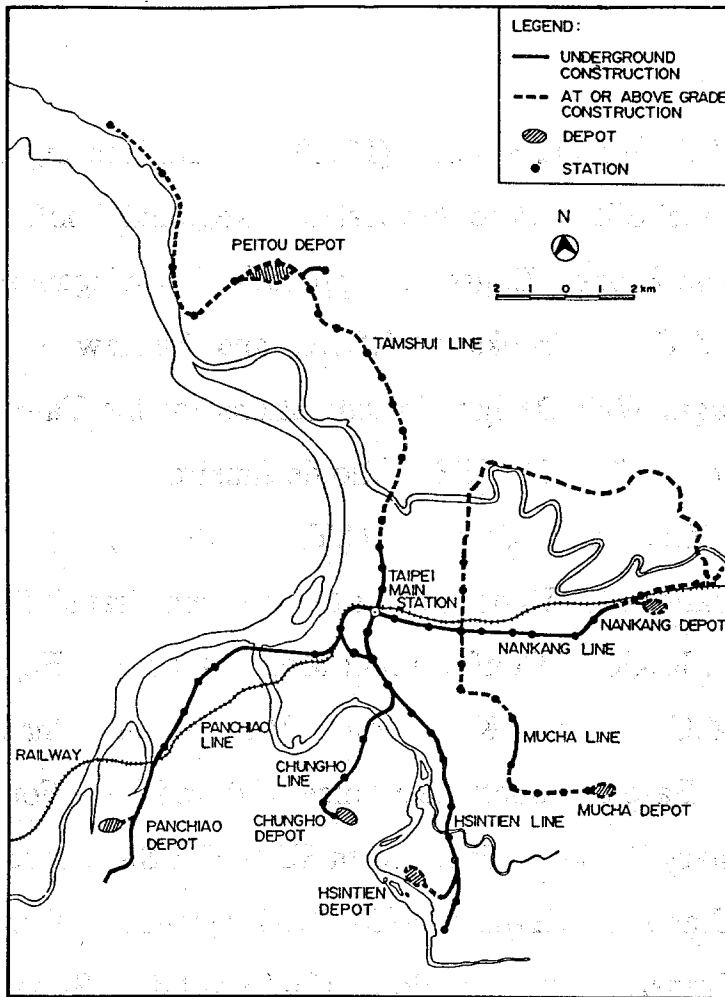 LEGEND:
UNDERGROUND
CONSTRUCTION
AT OR ABOVE GRADE
CONSTRUCTION
DEPOT
STATION
N
2 1 0 1 2 km
PEITOU DEPOT
TAMSHUI LINE
TAIPEI
MAIN
STATION
NANKANG DEPOT
NANKANG LINE
PANCHIAO
LINE
RAILWAY
MUCHA LINE
CHUNGHO
LINE
MUCHA DEPOT
PANCHIAO
DEPOT
CHUNGHO
DEPOT
HSINTIEN LINE
HSINTIEN
DEPOT